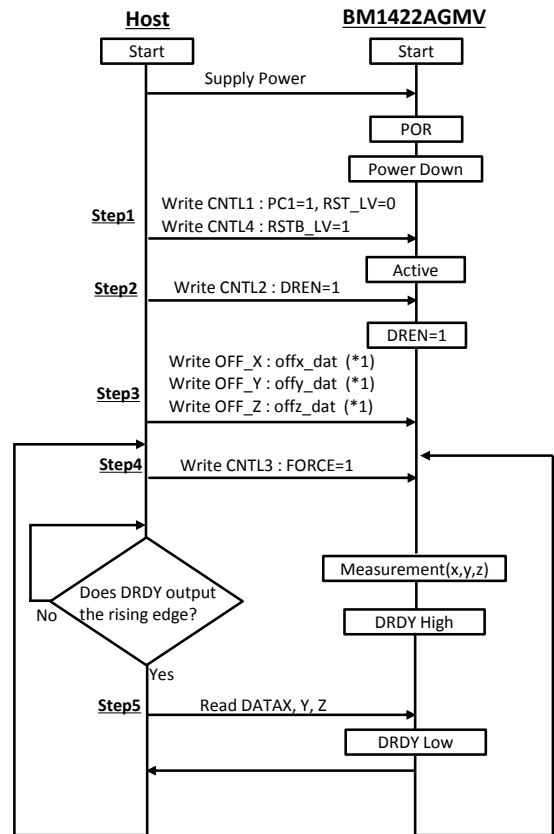 Host
BM1422AGMV
Start
Start
Supply Power
POR
Power Down
Step1
Write CNTL1 : PC1=1, RST_LV=0
Write CNTL4 : RSTB_LV=1
Active
Step2
Write CNTL2 : DREN=1
DREN=1
Step3
Write OFF_X : offx_dat (*1)
Write OFF_Y : offy_dat (*1)
Write OFF_Z : offz_dat (*1)
Step4
Write CNTL3 : FORCE=1
Measurement(x,y,z)
Does DRDY output
the rising edge?
No
DRDY High
Yes
Step5
Read DATAX, Y, Z
DRDY Low